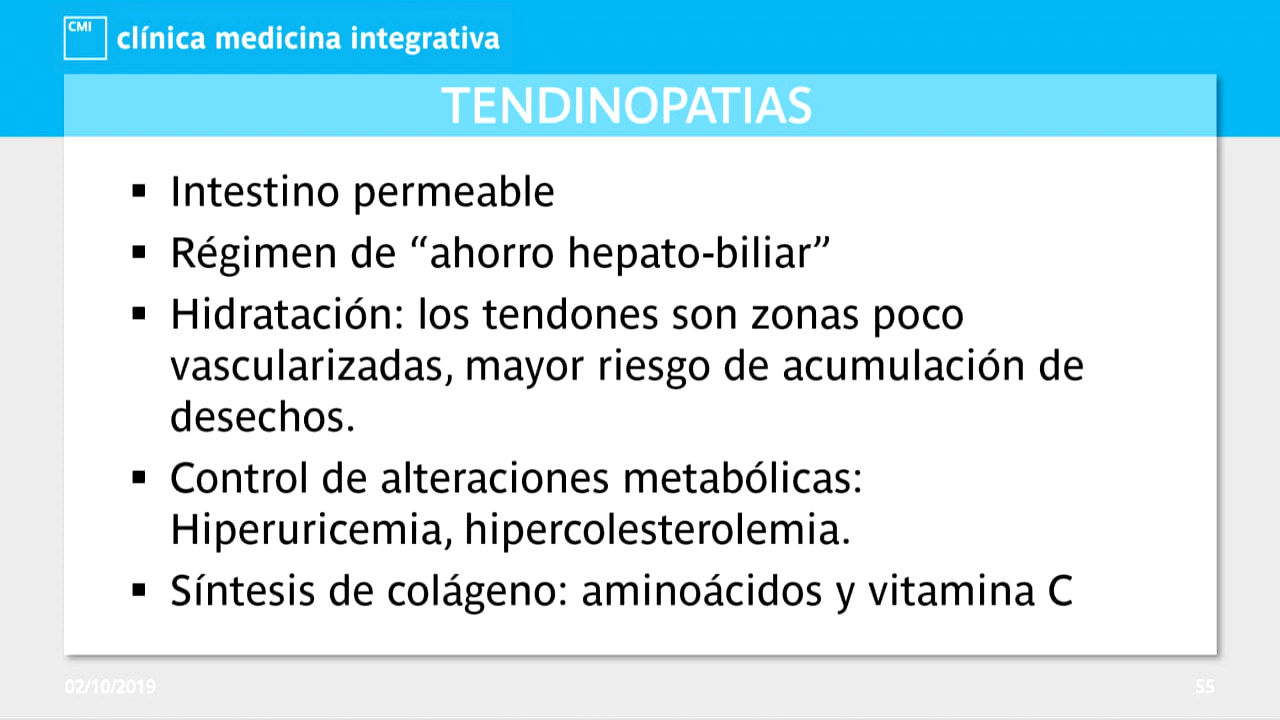 CMI
clínica medicina integrativa
TENDINOPATIAS
▪ Intestino permeable
▪ Régimen de “ahorro hepato-biliar”
▪ Hidratación: los tendones son zonas poco
vascularizadas, mayor riesgo de acumulación de
desechos.
▪ Control de alteraciones metabólicas:
Hiperuricemia, hipercolesterolemia.
▪ Síntesis de colágeno: aminoácidos y vitamina C
02/10/2019
55